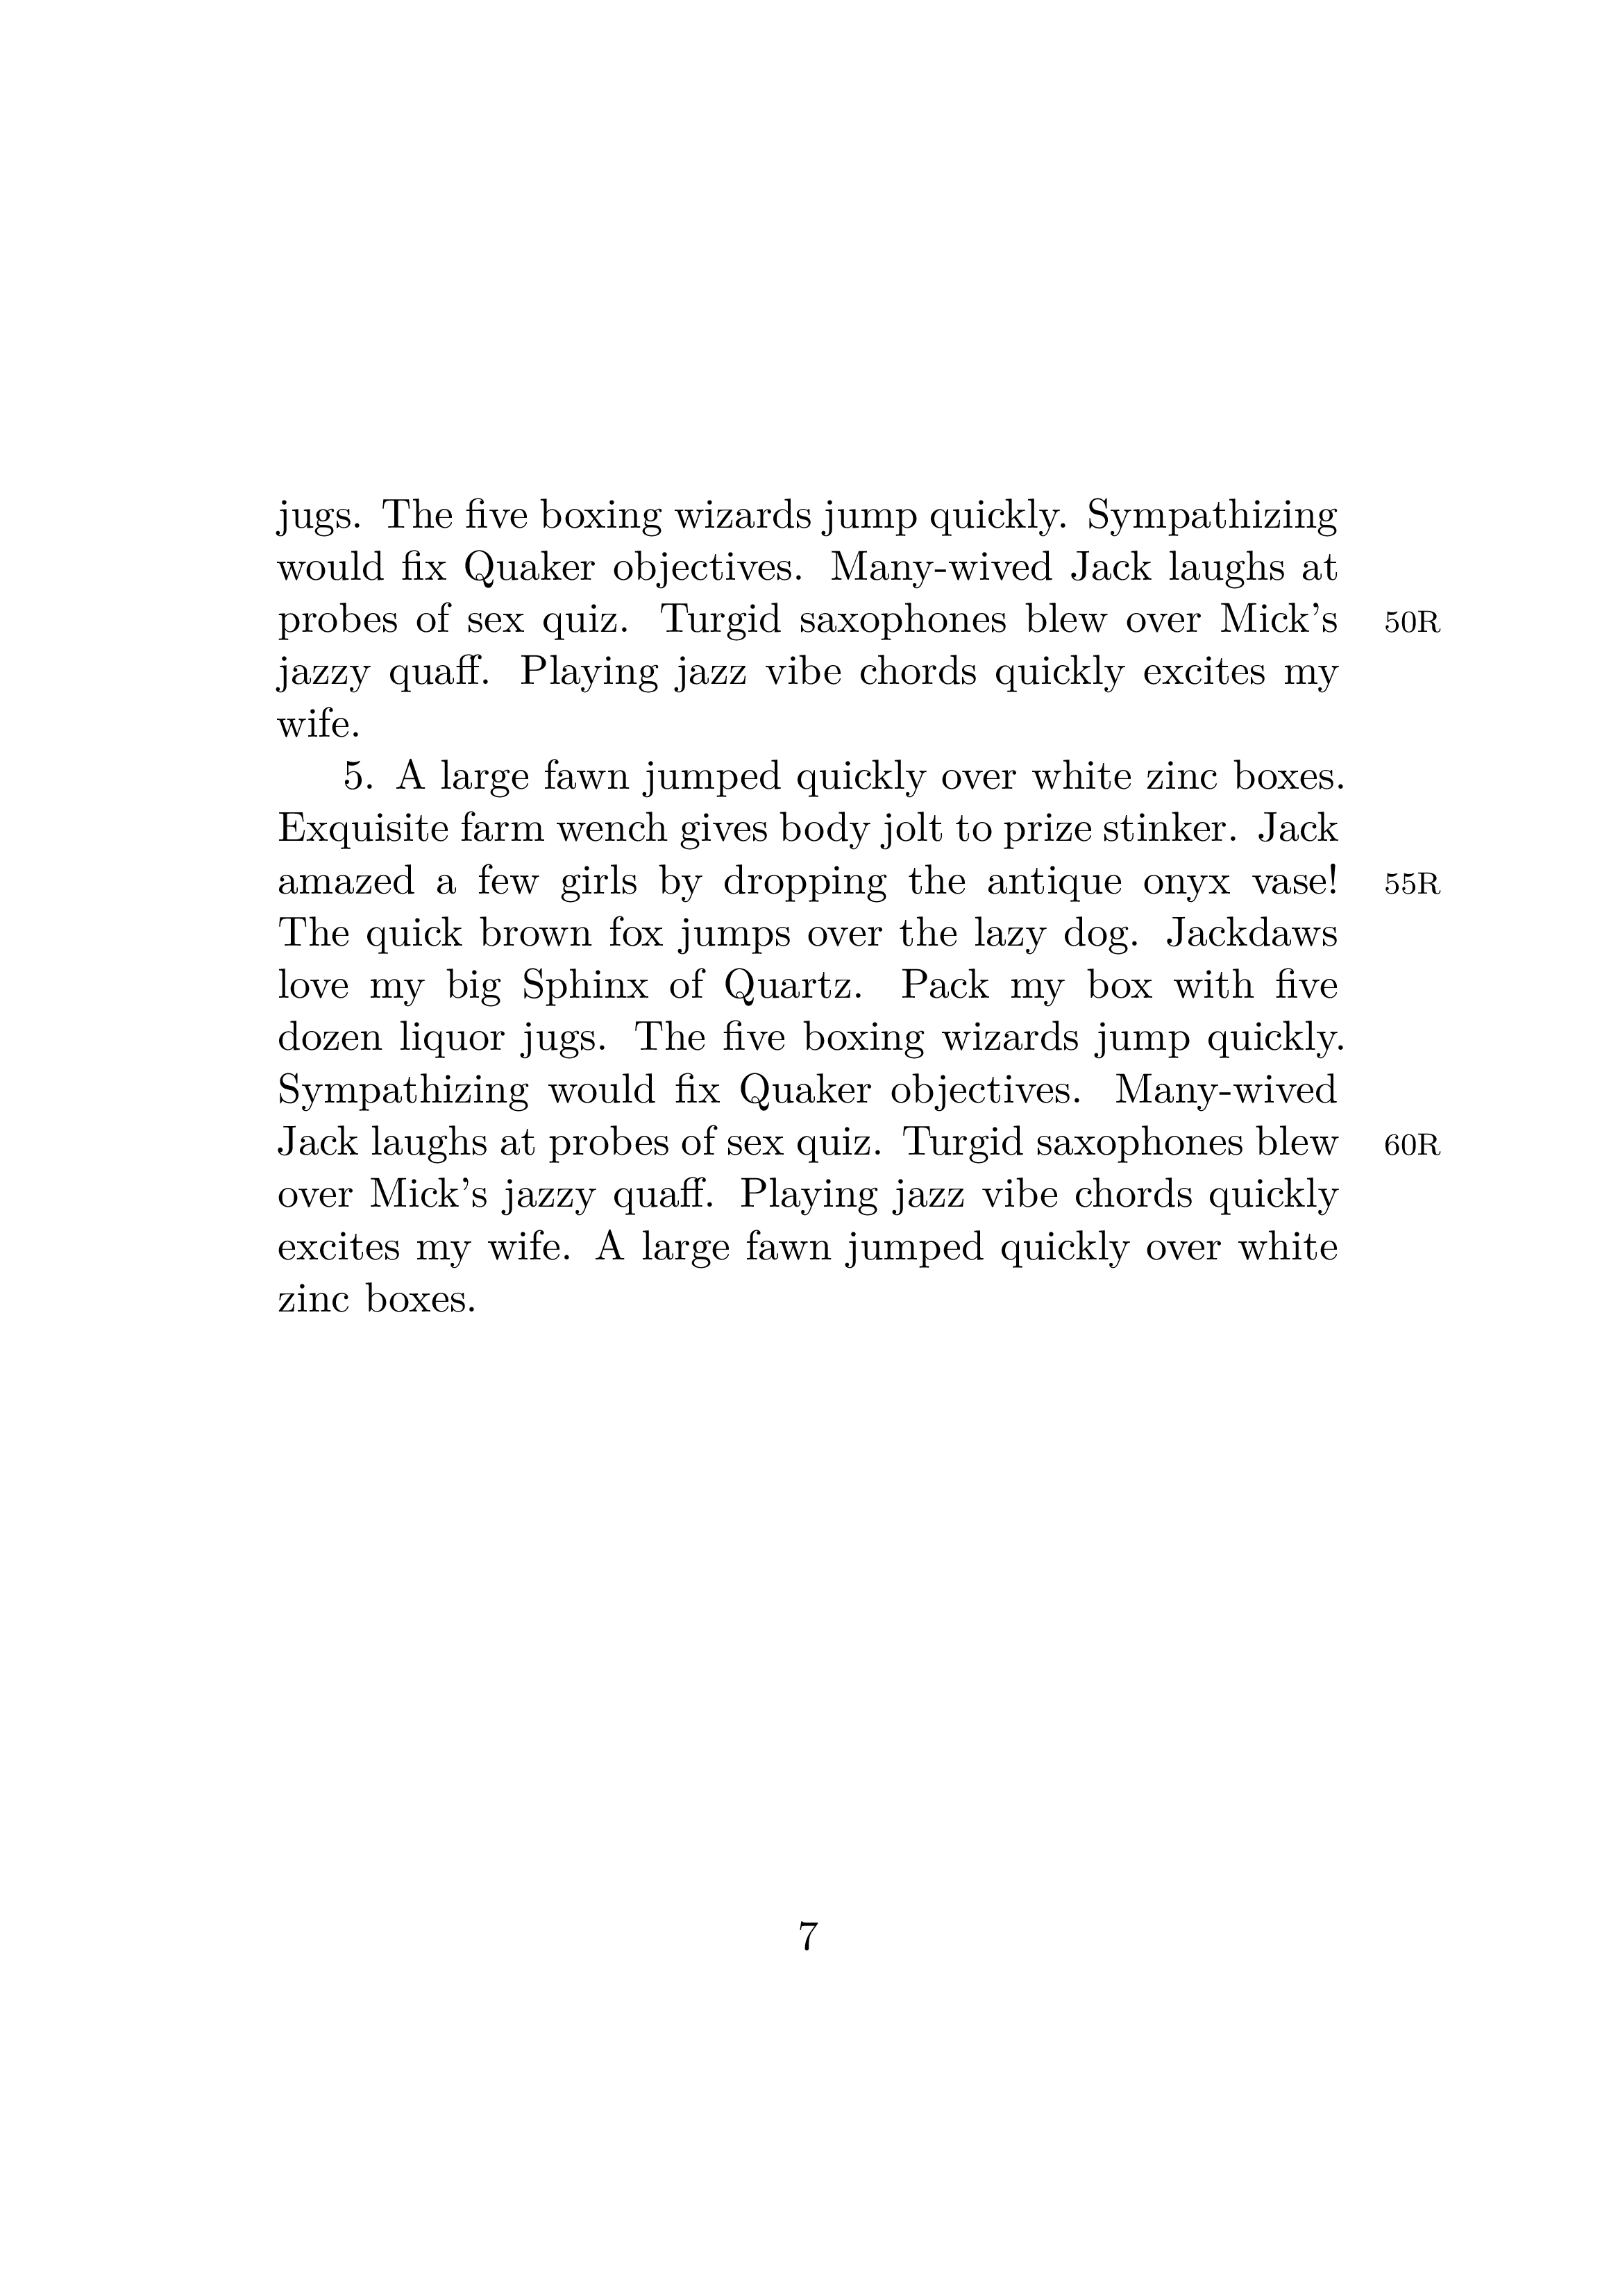 jugs. The five boxing wizards jump quickly. Sympathizing
would fix Quaker objectives. Many-wived Jack laughs at
probes of sex quiz. Turgid saxophones blew over Mick's 50R
jazzy quaff. Playing jazz vibe chords quickly excites my
wife.
5. A large fawn jumped quickly over white zinc boxes.
Exquisite farm wench gives body jolt to prize stinker. Jack
amazed a few girls by dropping the antique onyx vase! 55R
The quick brown fox jumps over the lazy dog. Jackdaws
love my big Sphinx of Quartz. Pack my box with five
dozen liquor jugs. The five boxing wizards jump quickly.
Sympathizing would fix Quaker objectives. Many-wived
Jack laughs at probes of sex quiz. Turgid saxophones blew 60R
over Mick's jazzy quaff. Playing jazz vibe chords quickly
excites my wife. A large fawn jumped quickly over white
zinc boxes.
7